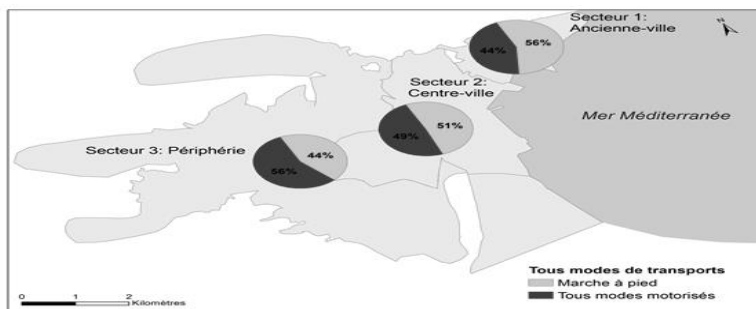 Secteur 1:
Ancienne-ville
44%
56%
N
Secteur 2:
Centre-ville
49%
51%
Mer Méditerranée
Secteur 3: Périphérie
44%
56%
Tous modes de transports
Marche à pied
Tous modes motorisés
0 1 2
Kilomètres